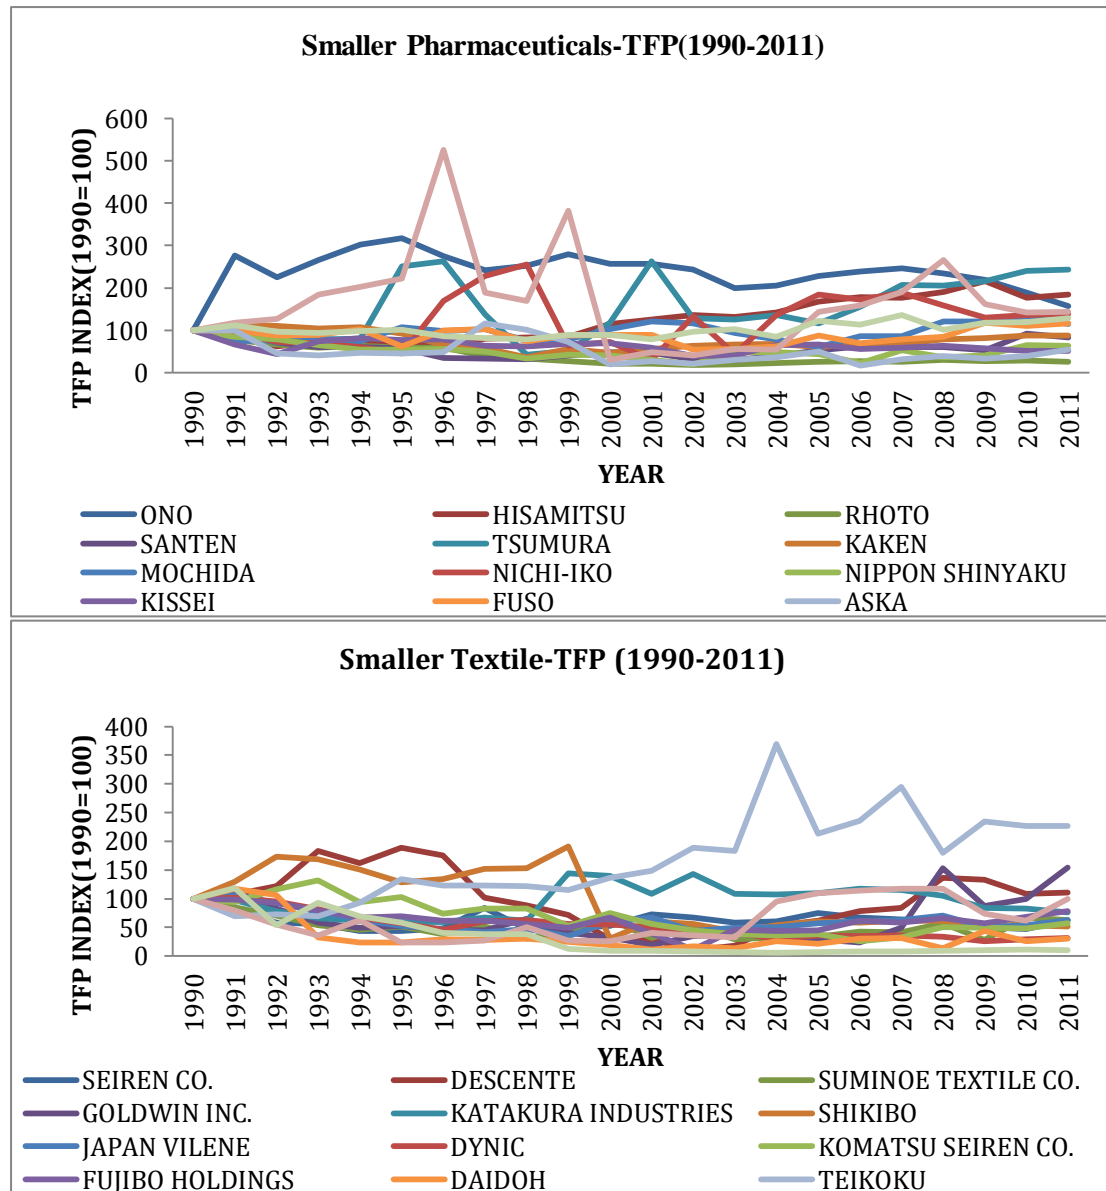 Smaller Pharmaceuticals-TFP(1990-2011)
TFP INDEX(1990=100)
600
500
400
300
200
100
0
1990 1991 1992 1993 1994 1995 1996 1997 1998 1999 2000 2001 2002 2003 2004 2005 2006 2007 2008 2009 2010 2011
YEAR
ONO HISAMITSU RHOTO
SANTEN TSUMURA KAKEN
MOCHIDA NICHI-IKO NIPPON SHINYAKU
KISSEI FUSO ASKA
Smaller Textile-TFP (1990-2011)
TFP INDEX(1990=100)
400
350
300
250
200
150
100
50
0
1990 1991 1992 1993 1994 1995 1996 1997 1998 1999 2000 2001 2002 2003 2004 2005 2006 2007 2008 2009 2010 2011
YEAR
SEIREN CO. DESCENTE SUMINOE TEXTILE CO.
GOLDWIN INC. KATAKURA INDUSTRIES SHIKIBO
JAPAN VILENE DYNIC KOMATSU SEIREN CO.
FUJIBO HOLDINGS DAIDOH TEIKOKU